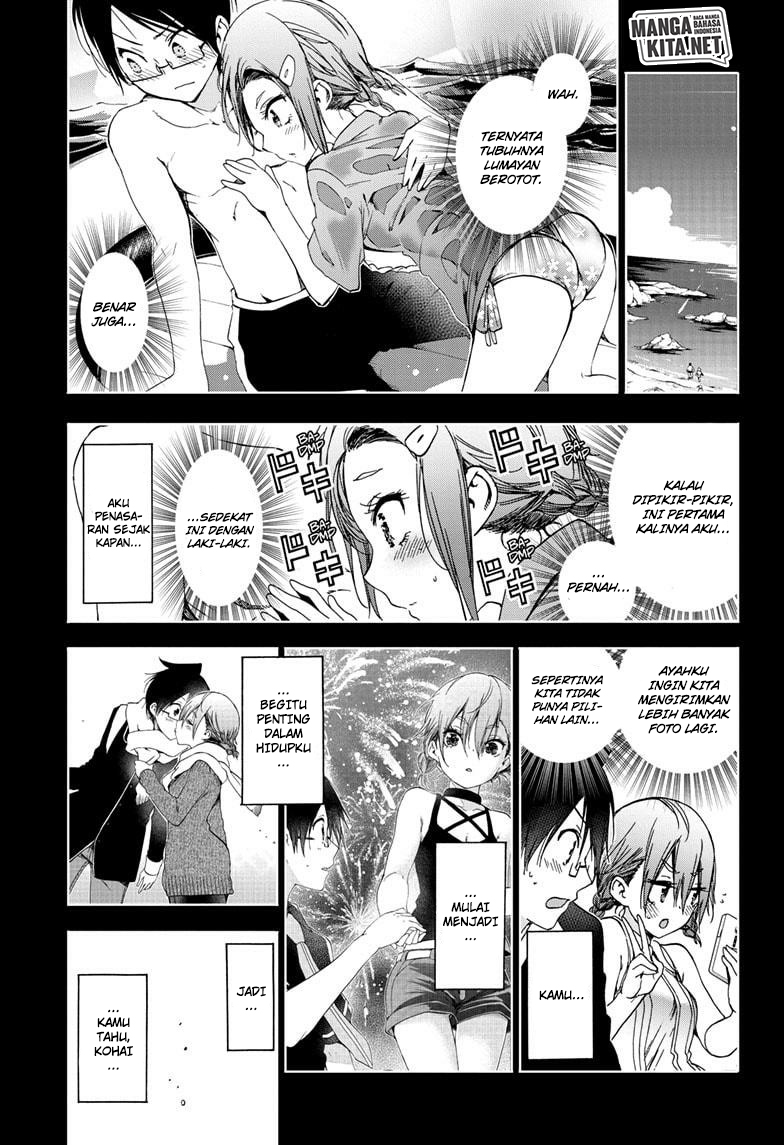 MANGA
KITA!.NET
BACA MANGA
BAHASA
INDONESIA
WAH.
TERNYATA
TUBUHNYA
LUMAYAN
BEROTOT.
BENAR
JUGA...
KALAU
DIPIKIR-PIKIR,
INI PERTAMA
KALINYA AKU...
...
PERNAH...
BA-
DMP
ドキ
BA-
DMP
ドキ
BA-
DMP
ドキ
BA-
DMP
ドキ
...SEDEKAT
INI DENGAN
LAKI-LAKI.
AKU
PENASA-
RAN SEJAK
KAPAN...
AYAHKU
INGIN KITA
MENGIRIMKAN
LEBIH BANYAK
FOTO LAGI.
SEPERTINYA
KITA TIDAK
PUNYA PILI-
HAN LAIN...
KAMU...
...
MULAI
MENJADI
...
...
BEGITU
PENTING
DALAM
HIDUPKU
...
JADI
...
...
KAMU
TAHU,
KOHAI
...